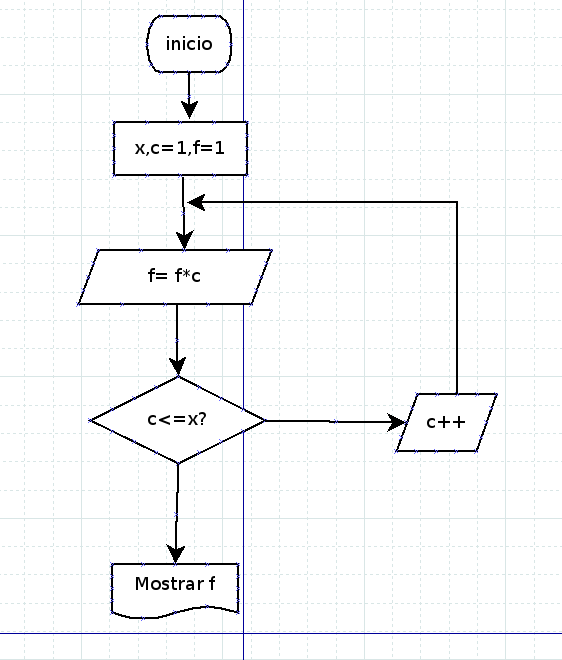 inicio
x,c=1,f=1
f= f*c
c<=x?
c++
Mostrar f